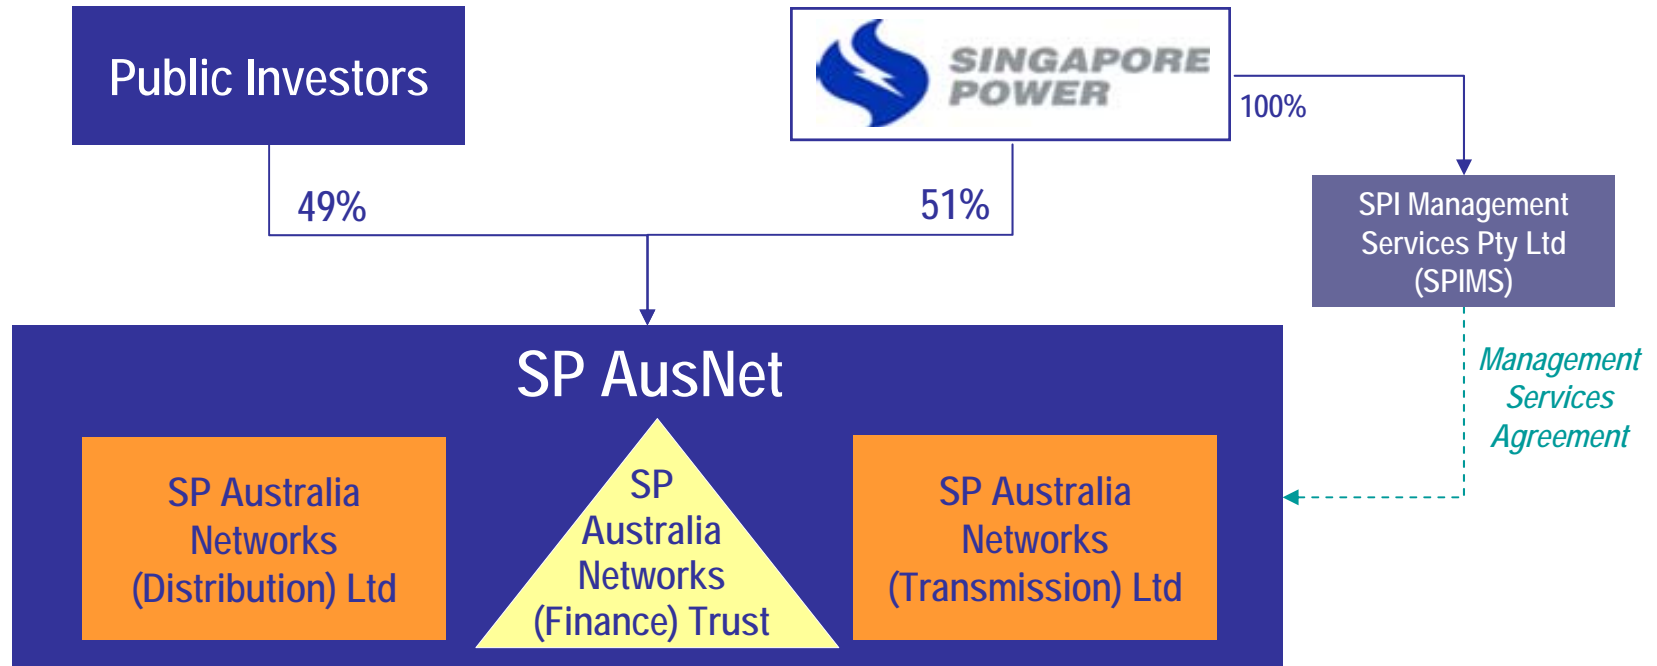 Public Investors
SINGAPORE
POWER
100%
49%
51%
SPI Management
Services Pty Ltd
(SPIMS)
Management
Services
Agreement
SP AusNet
SP Australia
Networks
(Distribution) Ltd
SP
Australia
Networks
(Finance) Trust
SP Australia
Networks
(Transmission) Ltd